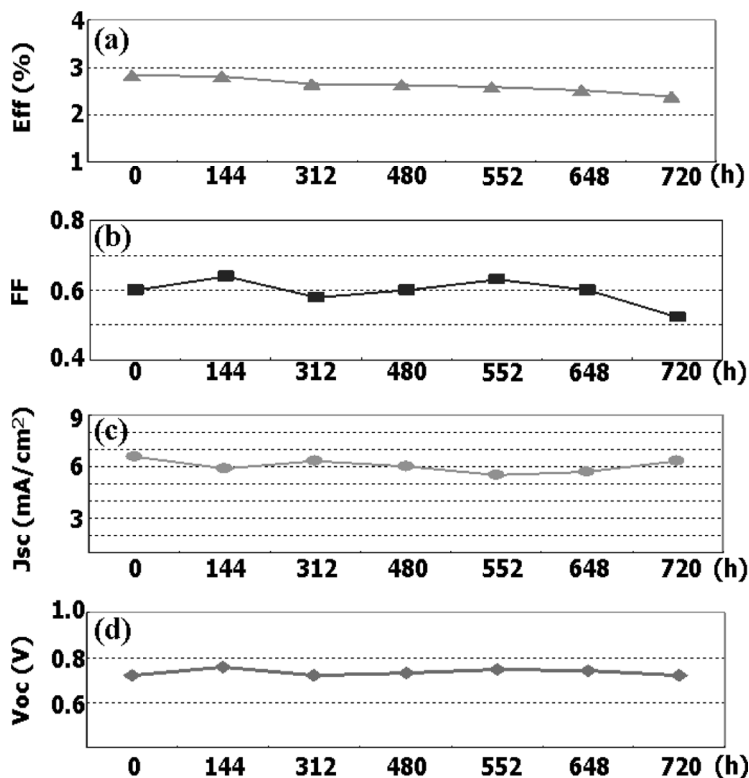 (a)
Eff (%)
4
3
2
1
0 144 312 480 552 648 720 (h)
(b)
FF
0.8
0.6
0.4
0 144 312 480 552 648 720 (h)
(c)
Jsc (mA/cm²)
9
6
3
0 144 312 480 552 648 720 (h)
(d)
Voc (V)
1.0
0.8
0.6
0 144 312 480 552 648 720 (h)